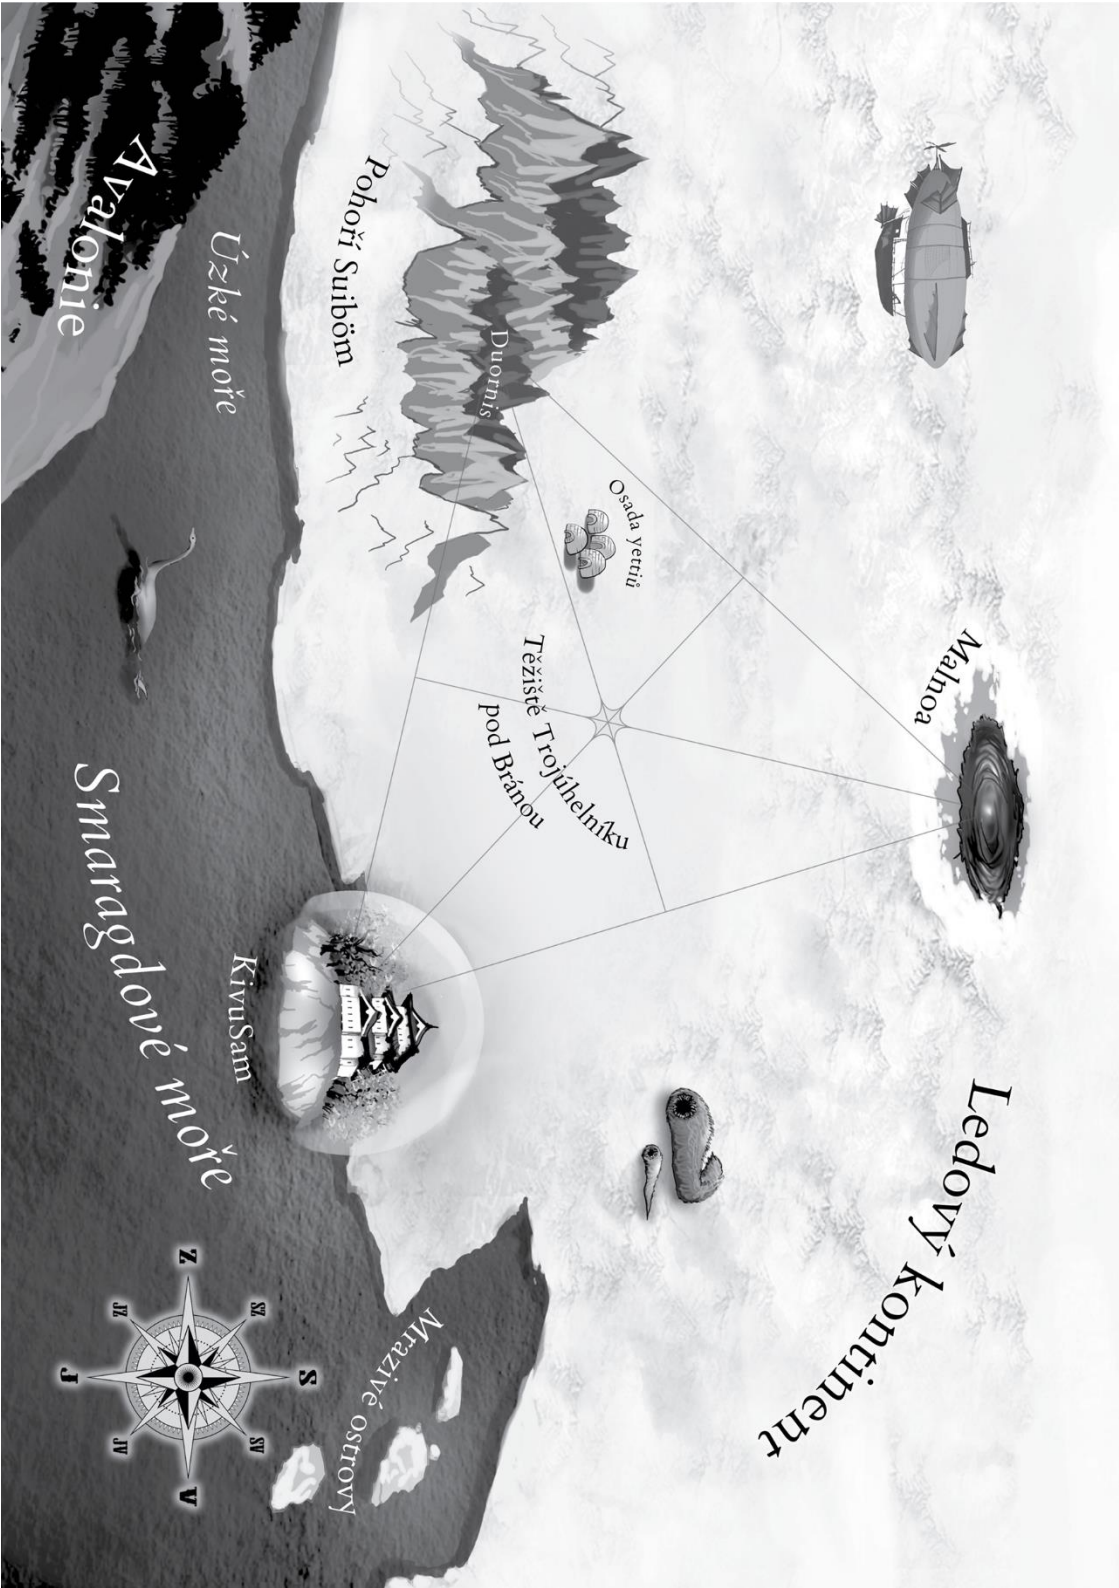 Ledový kontinent
Malnoa
Osada yettiů
Duornis
Pohoří Suiböm
Těžiště Trojúhelníku
pod Bránou
Úzké moře
Avalonie
KivuSam
Smaragdové moře
Mrazivé ostrovy
S
SZ
SV
Z
V
JZ
JV
J